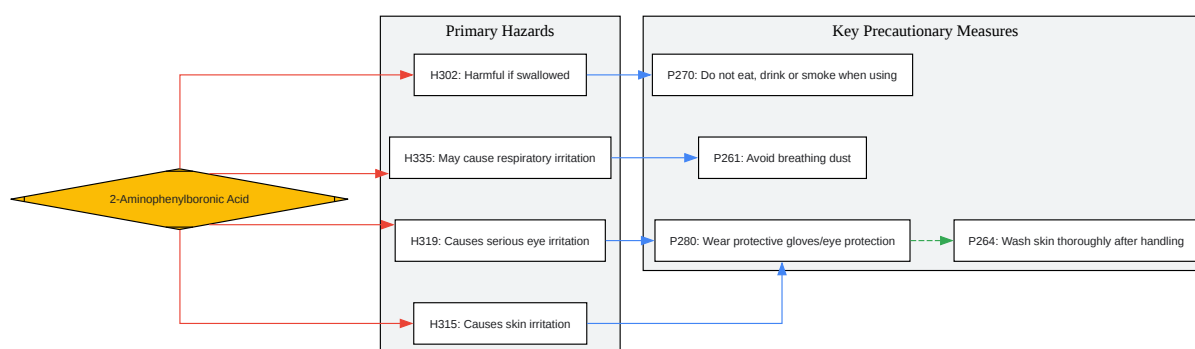 Primary Hazards
Key Precautionary Measures
H302: Harmful if swallowed
P270: Do not eat, drink or smoke when using
H335: May cause respiratory irritation
P261: Avoid breathing dust
2-Aminophenylboronic Acid
H319: Causes serious eye irritation
P280: Wear protective gloves/eye protection
P264: Wash skin thoroughly after handling
H315: Causes skin irritation